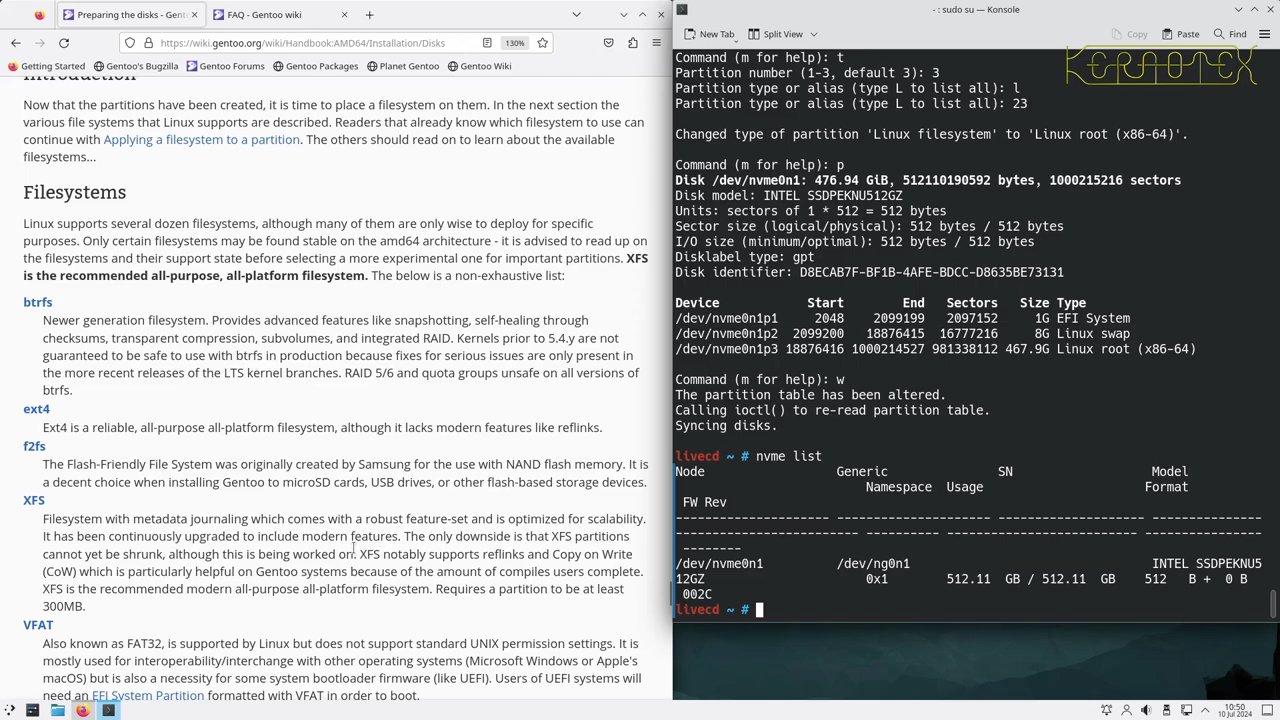 Preparing the disks - Gent
FAQ - Gentoo wiki
- : sudo su — Konsole
https://wiki.gentoo.org/wiki/Handbook:AMD64/Installation/Disks
130%
Getting Started
Gentoo's Bugzilla
Gentoo Forums
Gentoo Packages
Planet Gentoo
Gentoo Wiki
Introduction
Now that the partitions have been created, it is time to place a filesystem on them. In the next section the
various file systems that Linux supports are described. Readers that already know which filesystem to use can
continue with Applying a filesystem to a partition. The others should read on to learn about the available
filesystems...
Filesystems
Linux supports several dozen filesystems, although many of them are only wise to deploy for specific
purposes. Only certain filesystems may be found stable on the amd64 architecture - it is advised to read up on
the filesystems and their support state before selecting a more experimental one for important partitions. XFS
is the recommended all-purpose, all-platform filesystem. The below is a non-exhaustive list:
btrfs
Newer generation filesystem. Provides advanced features like snapshotting, self-healing through
checksums, transparent compression, subvolumes, and integrated RAID. Kernels prior to 5.4.y are not
guaranteed to be safe to use with btrfs in production because fixes for serious issues are only present in
the more recent releases of the LTS kernel branches. RAID 5/6 and quota groups unsafe on all versions of
btrfs.
ext4
Ext4 is a reliable, all-purpose all-platform filesystem, although it lacks modern features like reflinks.
f2fs
The Flash-Friendly File System was originally created by Samsung for the use with NAND flash memory. It is
a decent choice when installing Gentoo to microSD cards, USB drives, or other flash-based storage devices.
XFS
Filesystem with metadata journaling which comes with a robust feature-set and is optimized for scalability.
It has been continuously upgraded to include modern features. The only downside is that XFS partitions
cannot yet be shrunk, although this is being worked on. XFS notably supports reflinks and Copy on Write
(CoW) which is particularly helpful on Gentoo systems because of the amount of compiles users complete.
XFS is the recommended modern all-purpose all-platform filesystem. Requires a partition to be at least
300MB.
VFAT
Also known as FAT32, is supported by Linux but does not support standard UNIX permission settings. It is
mostly used for interoperability/interchange with other operating systems (Microsoft Windows or Apple's
macOS) but is also a necessity for some system bootloader firmware (like UEFI). Users of UEFI systems will
need an EFI System Partition formatted with VFAT in order to boot.
New Tab
Split View
Copy
Paste
Find
KERNOTEX
Command (m for help): t
Partition number (1-3, default 3): 3
Partition type or alias (type L to list all): l
Partition type or alias (type L to list all): 23
Changed type of partition 'Linux filesystem' to 'Linux root (x86-64)'.
Command (m for help): p
Disk /dev/nvme0n1: 476.94 GiB, 512110190592 bytes, 1000215216 sectors
Disk model: INTEL SSDPEKNU512GZ
Units: sectors of 1 * 512 = 512 bytes
Sector size (logical/physical): 512 bytes / 512 bytes
I/O size (minimum/optimal): 512 bytes / 512 bytes
Disklabel type: gpt
Disk identifier: D8ECAB7F-BF1B-4AFE-BDCC-D8635BE73131
Device Start End Sectors Size Type
/dev/nvme0n1p1 2048 2099199 2097152 1G EFI System
/dev/nvme0n1p2 2099200 18876415 16777216 8G Linux swap
/dev/nvme0n1p3 18876416 1000214527 981338112 467.9G Linux root (x86-64)
Command (m for help): w
The partition table has been altered.
Calling ioctl() to re-read partition table.
Syncing disks.
livecd ~ # nvme list
Node Generic SN Model
Namespace Usage Format
FW Rev
--------------------- -------------------- -------------------- ---------------
/dev/nvme0n1 /dev/ng0n1 INTEL SSDPEKNU5
12GZ 0x1 512.11 GB / 512.11 GB 512 B + 0 B
002C
livecd ~ #
10:50
10 Jul 2024